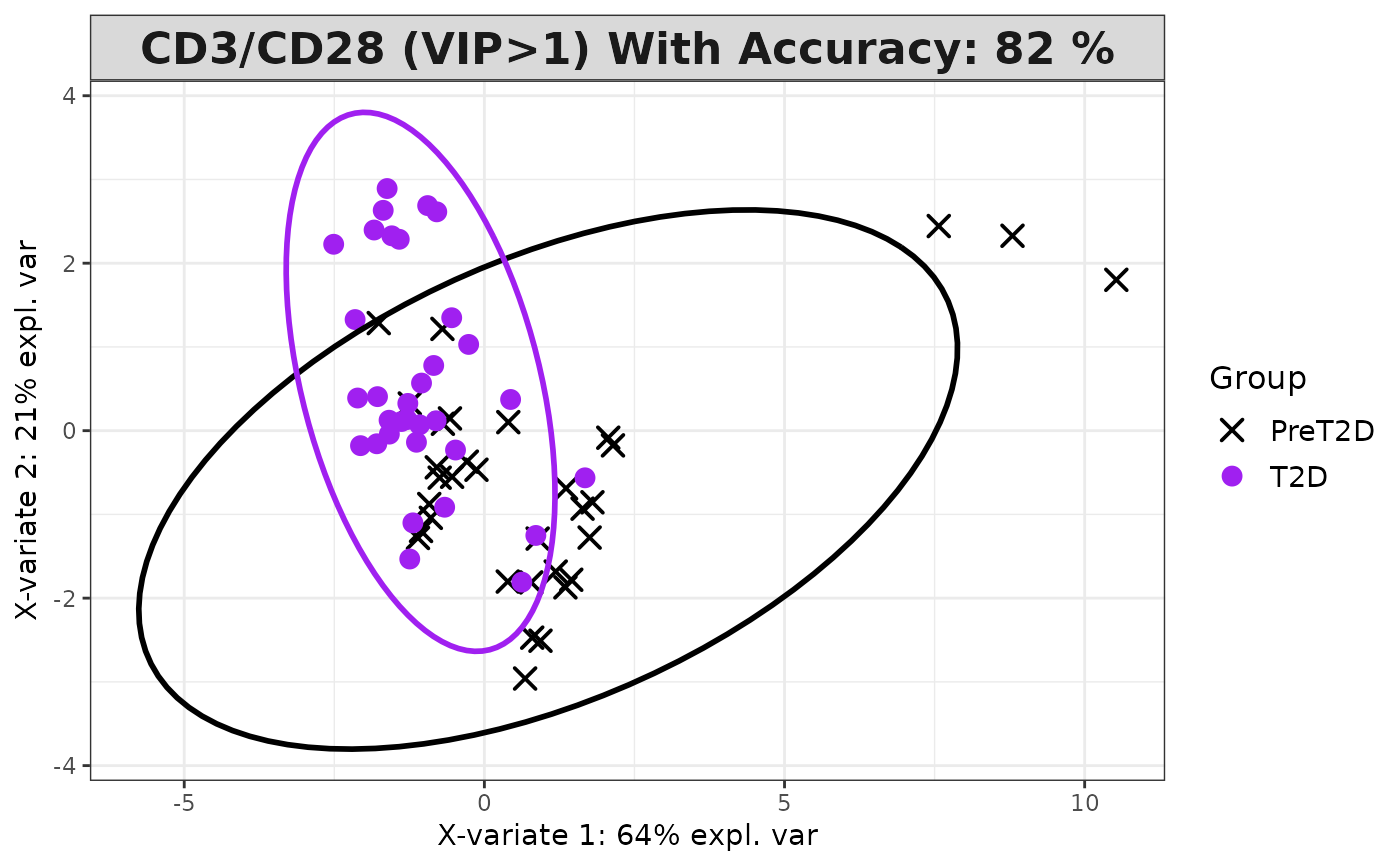 CD3/CD28 (VIP>1) With Accuracy: 82 %
4
2
0
-2
-4
X-variate 2: 21% expl. var
-5
0
5
10
X-variate 1: 64% expl. var
Group
PreT2D
T2D